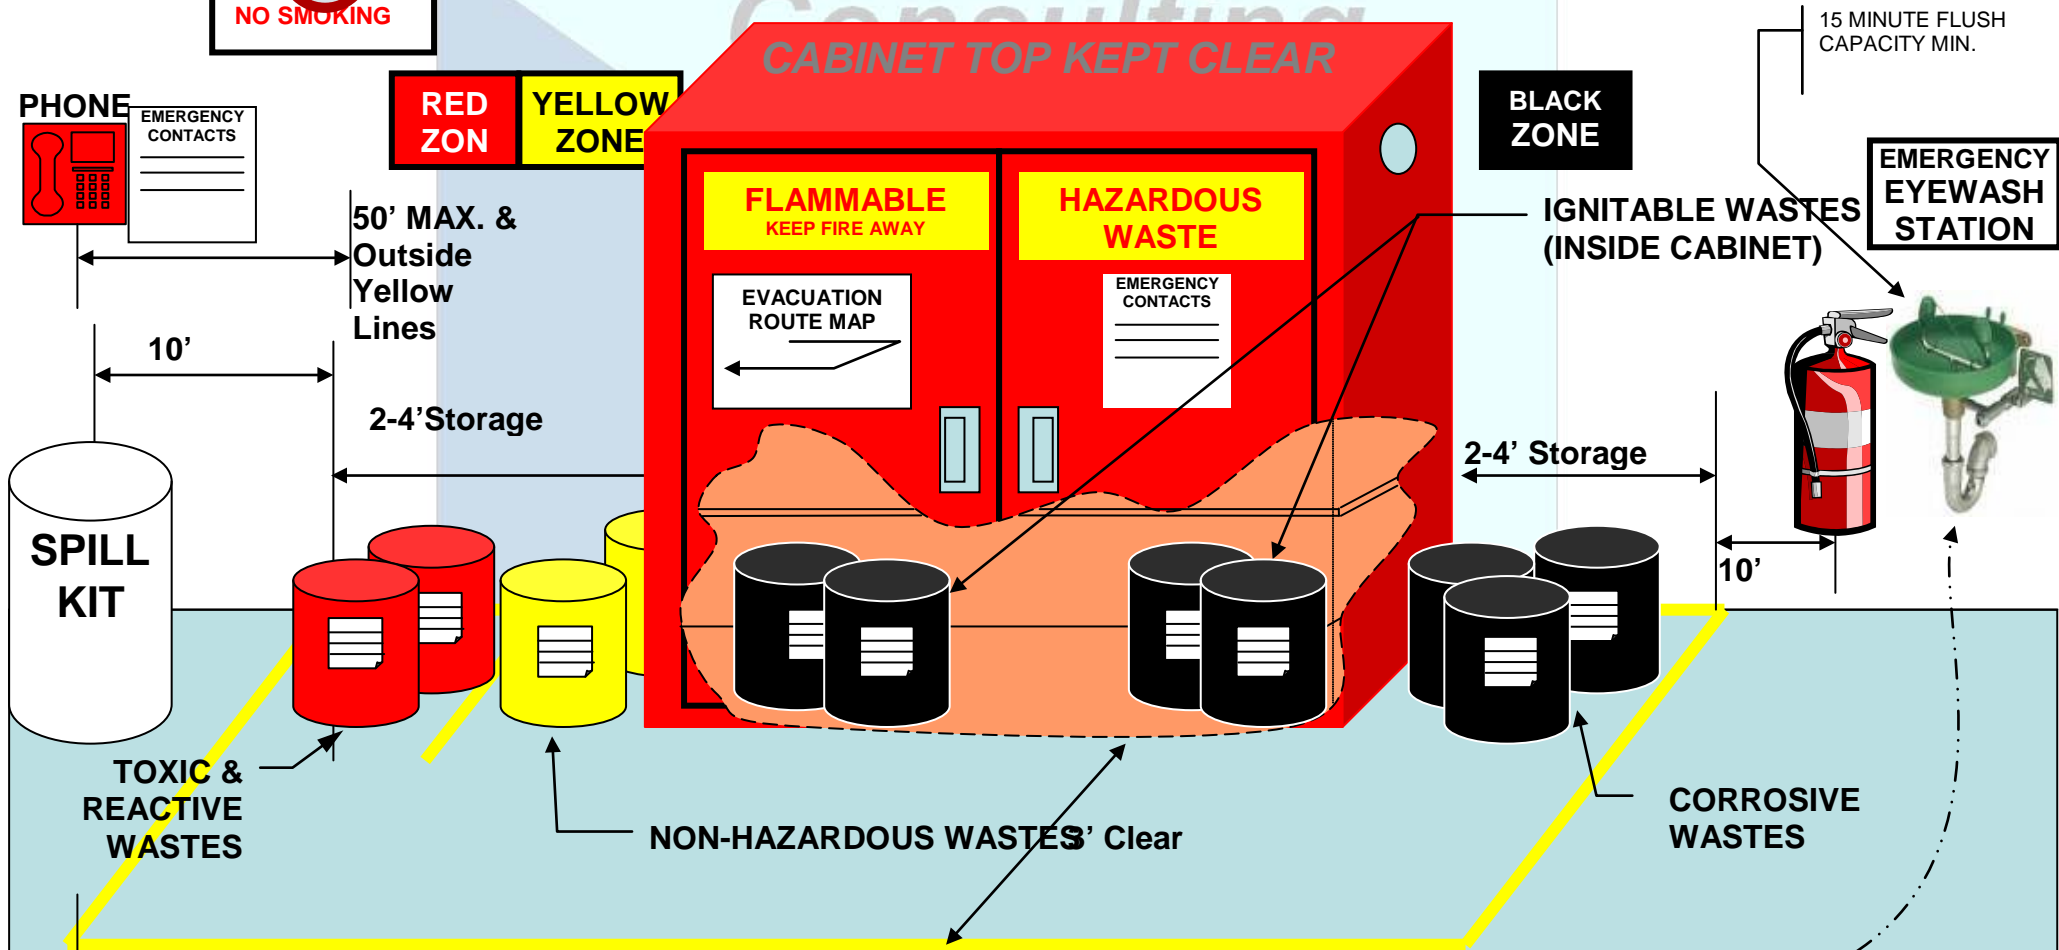 Consulting
NO SMOKING
CABINET TOP KEPT CLEAR
15 MINUTE FLUSH
CAPACITY MIN.
PHONE
EMERGENCY
CONTACTS
RED
ZON
YELLOW
ZONE
BLACK
ZONE
EMERGENCY
EYEWASH
STATION
50’ MAX. &
Outside
Yellow
Lines
FLAMMABLE
KEEP FIRE AWAY
HAZARDOUS
WASTE
IGNITABLE WASTES
(INSIDE CABINET)
EVACUATION
ROUTE MAP
EMERGENCY
CONTACTS
10’
2-4’Storage
2-4’ Storage
10’
SPILL
KIT
TOXIC &
REACTIVE
WASTES
NON-HAZARDOUS WASTES
3’ Clear
CORROSIVE
WASTES